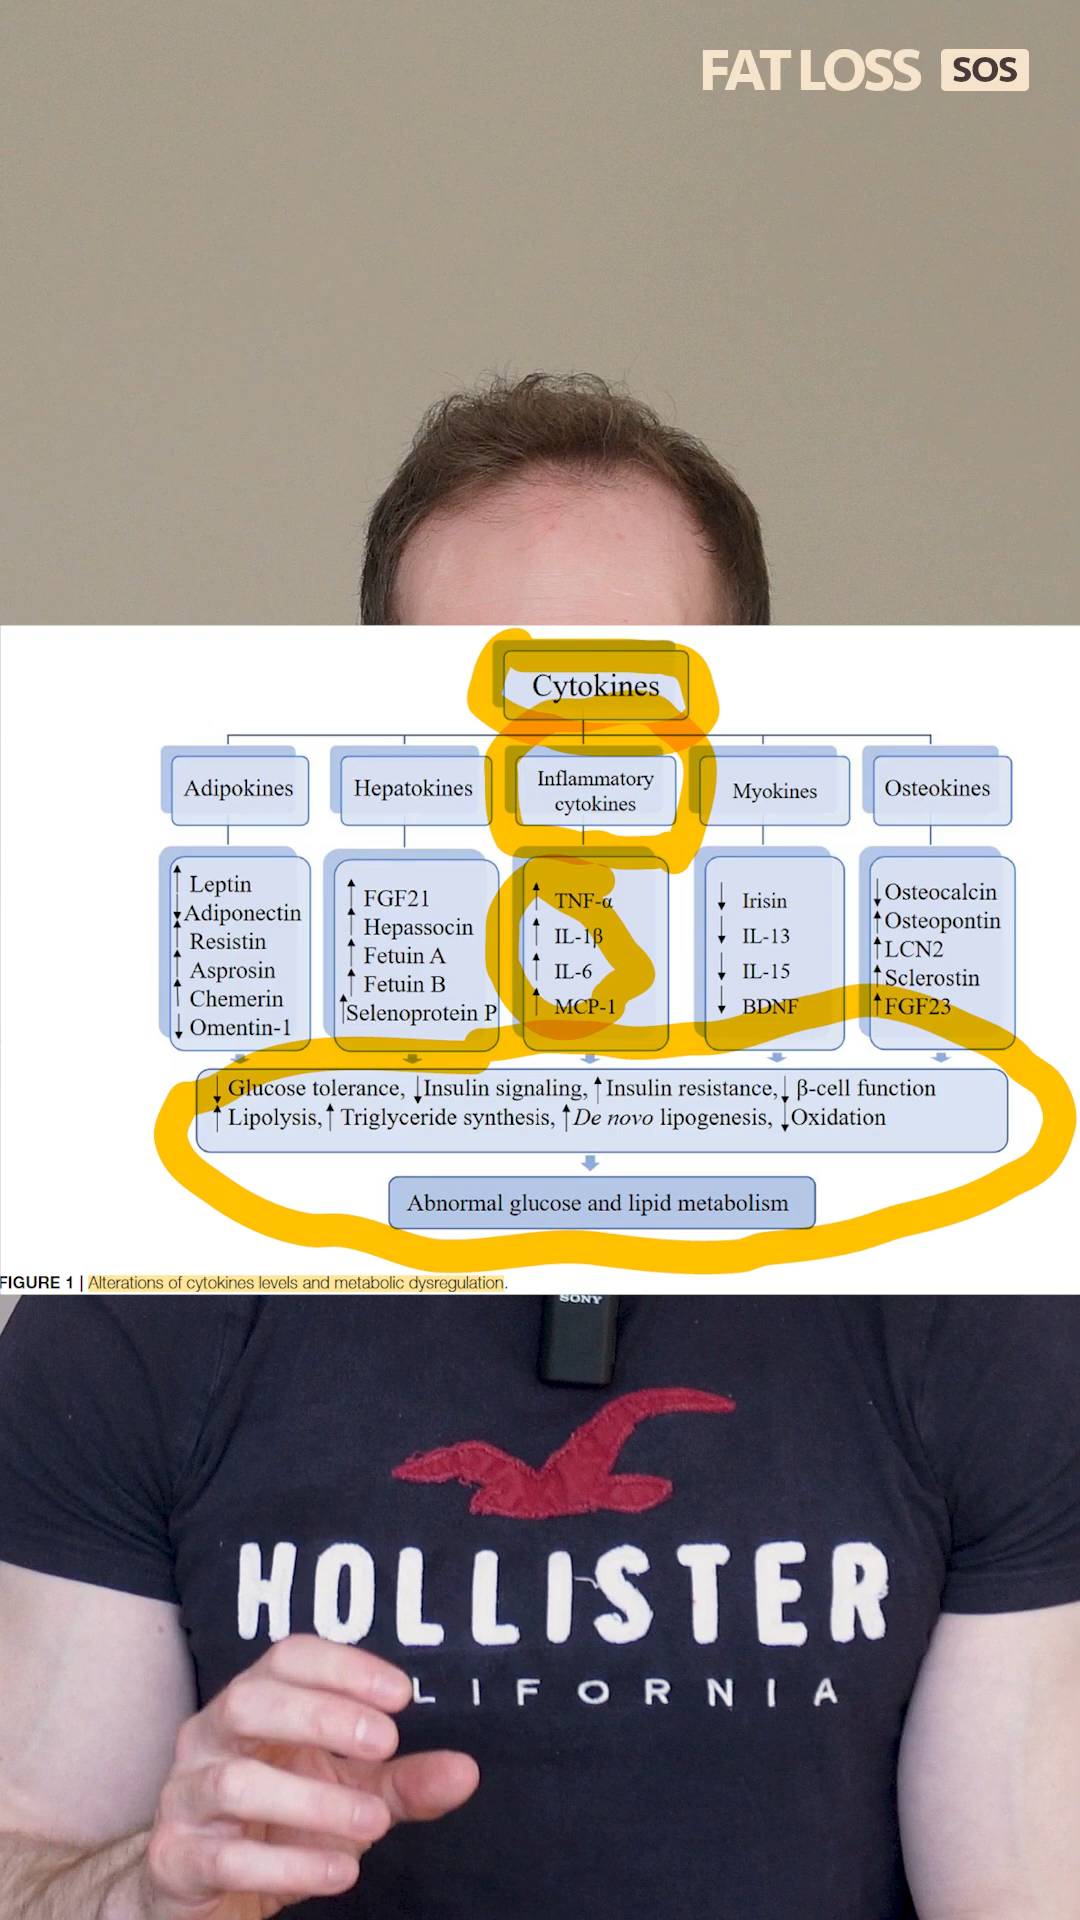 FAT LOSS SOS
Cytokines
Adipokines
Hepatokines
Inflammatory
cytokines
Myokines
Osteokines
↑ Leptin
↓ Adiponectin
↑ Resistin
↑ Asprosin
↑ Chemerin
↓ Omentin-1
↑ FGF21
↑ Hepassocin
↑ Fetuin A
↑ Fetuin B
↑ Selenoprotein P
↑ TNF-α
↑ IL-1β
↑ IL-6
↑ MCP-1
↓ Irisin
↓ IL-13
↓ IL-15
↓ BDNF
↓ Osteocalcin
↑ Osteopontin
↑ LCN2
↑ Sclerostin
↑ FGF23
↓ Glucose tolerance, ↓ Insulin signaling, ↑ Insulin resistance, ↓ β-cell function
↑ Lipolysis, ↑ Triglyceride synthesis, ↑ De novo lipogenesis, ↓ Oxidation
Abnormal glucose and lipid metabolism
FIGURE 1 | Alterations of cytokines levels and metabolic dysregulation.
SONY
HOLLISTER
LIFORNIA